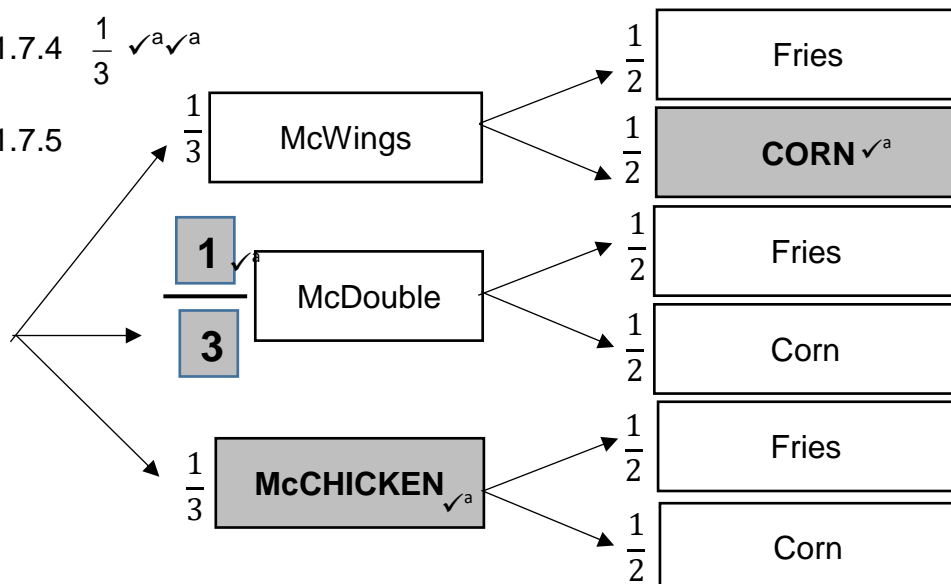 1.7.4 1/3 ✓ᵃ✓ᵃ
1.7.5
1/3 McWings
1/2 Fries
1/2 CORN ✓ᵃ
1/3 ✓ᵃ McDouble
1/2 Fries
1/2 Corn
1/3 McCHICKEN ✓ᵃ
1/2 Fries
1/2 Corn